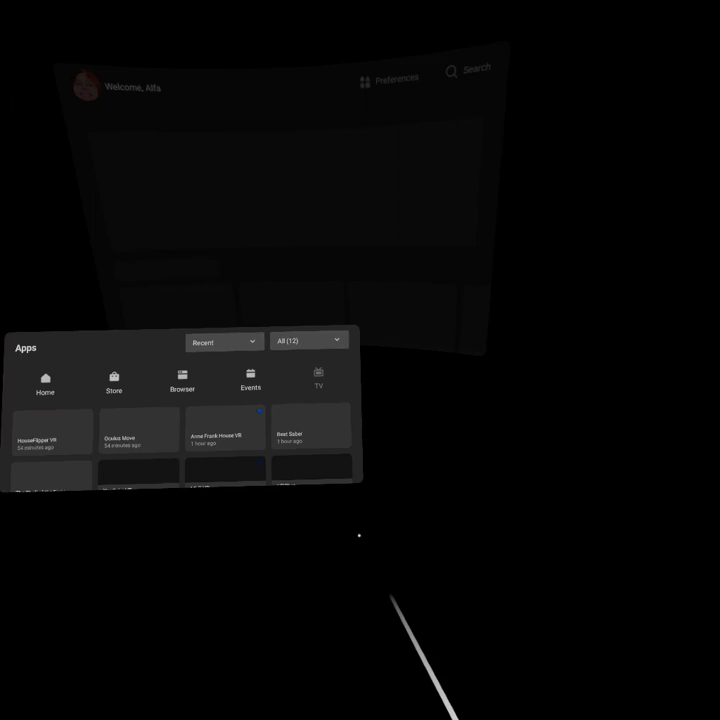 Welcome, Alfa
Preferences
Search
Apps
Recent
All (12)
Home
Store
Browser
Events
TV
HouseFlipper VR
54 minutes ago
Oculus Move
54 minutes ago
Anne Frank House VR
1 hour ago
Beat Saber
1 hour ago